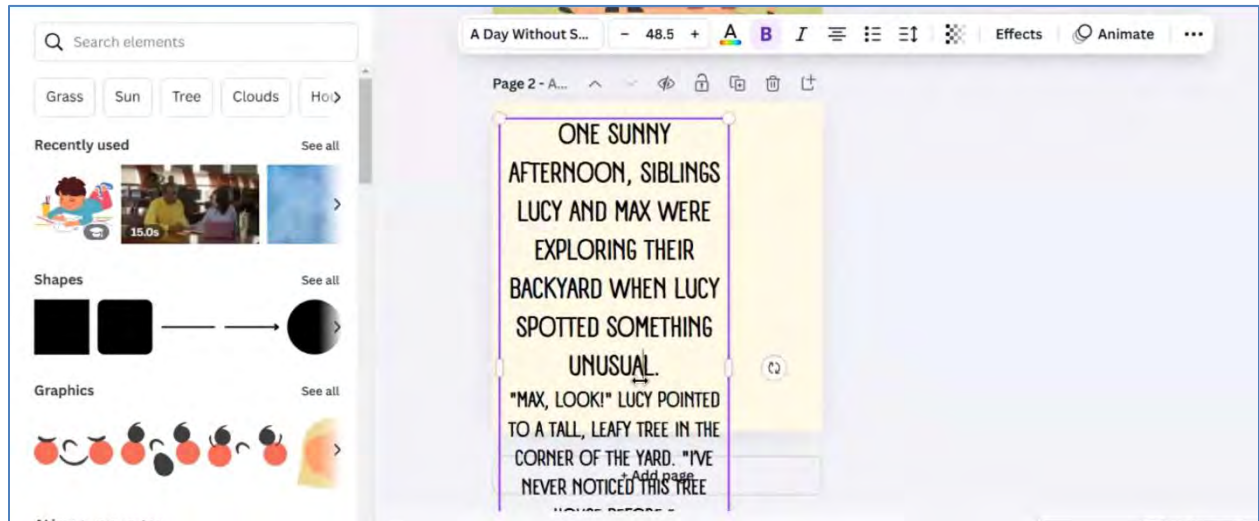 Search elements
A Day Without S... - 48.5 + A B I Effects Animate ...
Page 2 - A...
Grass Sun Tree Clouds
Recently used See all
15.0s
Shapes See all
Graphics See all
ONE SUNNY
AFTERNOON, SIBLINGS
LUCY AND MAX WERE
EXPLORING THEIR
BACKYARD WHEN LUCY
SPOTTED SOMETHING
UNUSUAL.
"MAX, LOOK!" LUCY POINTED
TO A TALL, LEAFY TREE IN THE
CORNER OF THE YARD. "I'VE
NEVER NOTICED THIS TREE
+ Add page